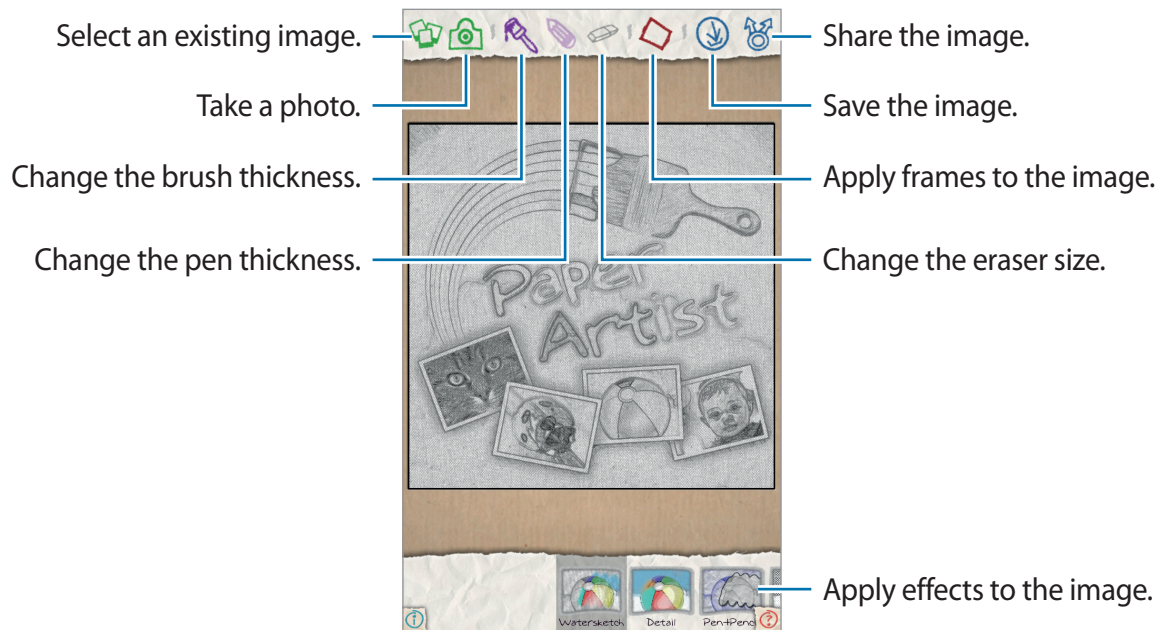 Select an existing image.
Share the image.
Take a photo.
Save the image.
Change the brush thickness.
Apply frames to the image.
Change the pen thickness.
Change the eraser size.
Paper
Artist
Apply effects to the image.
Watersketch
Detail
Pen+Penc
i
?